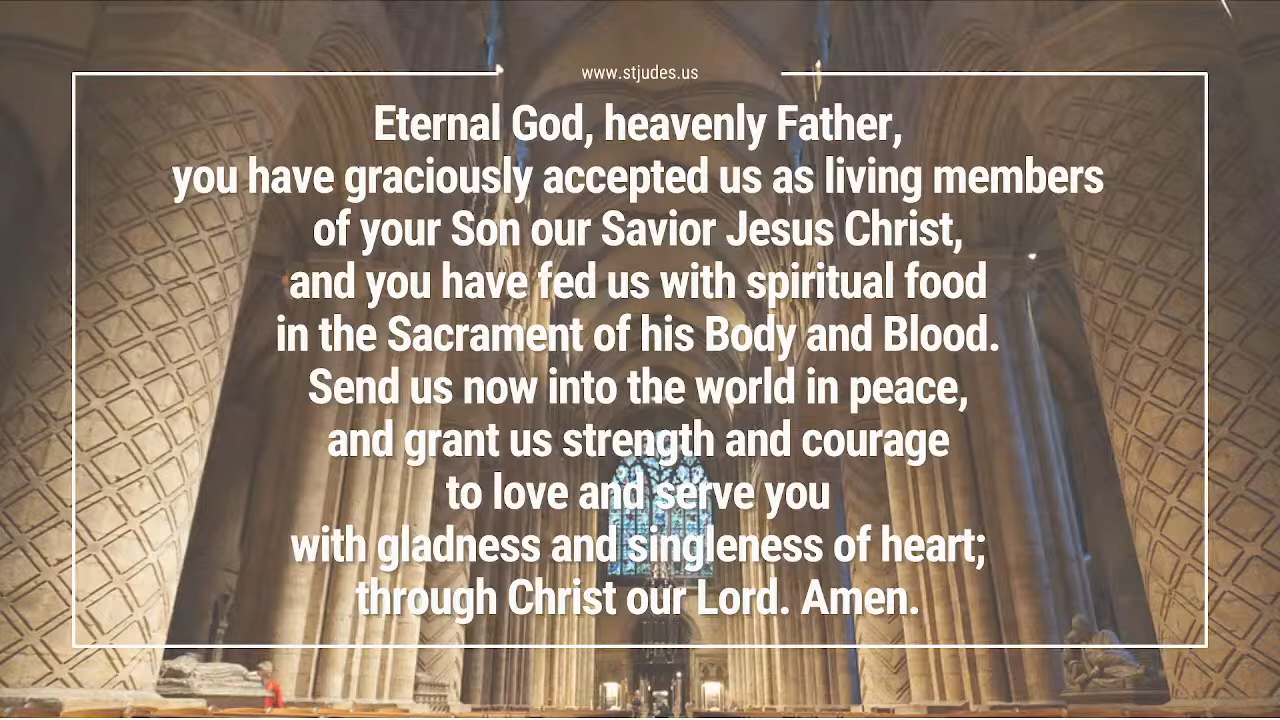 www.stjudes.us
Eternal God, heavenly Father,
you have graciously accepted us as living members
of your Son our Savior Jesus Christ,
and you have fed us with spiritual food
in the Sacrament of his Body and Blood.
Send us now into the world in peace,
and grant us strength and courage
to love and serve you
with gladness and singleness of heart;
through Christ our Lord. Amen.